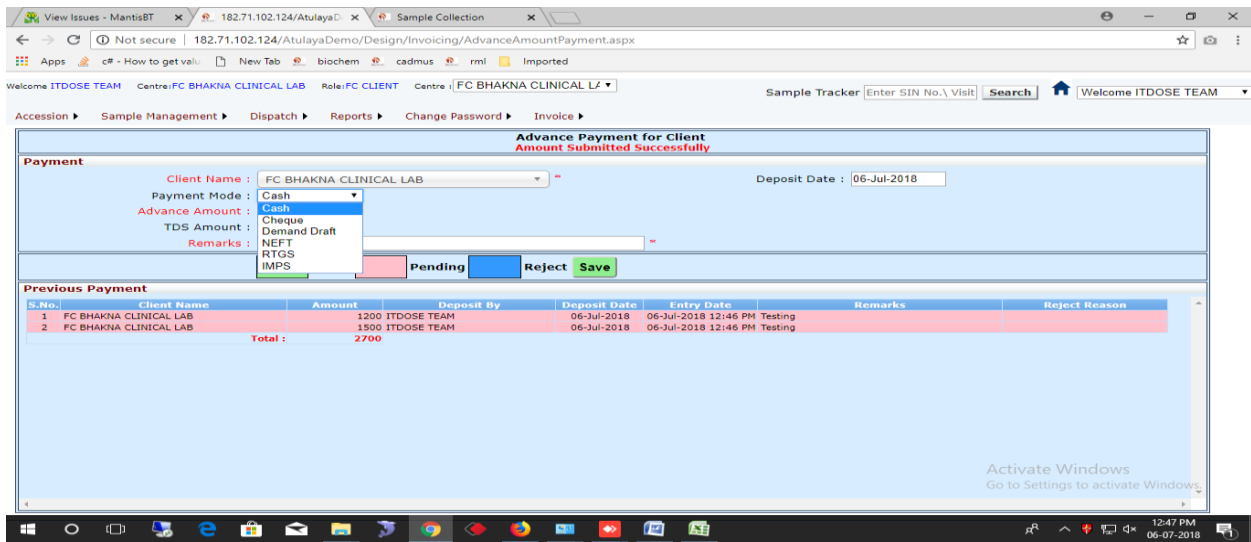 View Issues - MantisBT
182.71.102.124/AtulayaD
Sample Collection
Not secure | 182.71.102.124/AtulayaDemo/Design/Invoicing/AdvanceAmountPayment.aspx
Apps c# - How to get valu New Tab biochem cadmus rml Imported
Welcome ITDOSE TEAM Centre:FC BHAKNA CLINICAL LAB Role:FC CLIENT Centre : FC BHAKNA CLINICAL LA
Sample Tracker Enter SIN No.\ Visit Search Welcome ITDOSE TEAM
Accession Sample Management Dispatch Reports Change Password Invoice
Advance Payment for Client
Amount Submitted Successfully
Payment
Client Name : FC BHAKNA CLINICAL LAB * Deposit Date : 06-Jul-2018
Payment Mode : Cash
Advance Amount : Cash
Cheque
TDS Amount : Demand Draft
Remarks : NEFT *
RTGS
IMPS Pending Reject Save
Previous Payment
S.No. Client Name Amount Deposit By Deposit Date Entry Date Remarks Reject Reason
1 FC BHAKNA CLINICAL LAB 1200 ITDOSE TEAM 06-Jul-2018 06-Jul-2018 12:46 PM Testing
2 FC BHAKNA CLINICAL LAB 1500 ITDOSE TEAM 06-Jul-2018 06-Jul-2018 12:46 PM Testing
Total : 2700
Activate Windows
Go to Settings to activate Windows.
12:47 PM
06-07-2018